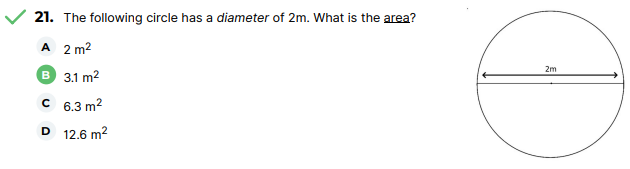 21. The following circle has a diameter of 2m. What is the area?
A 2 m²
B 3.1 m²
C 6.3 m²
D 12.6 m²
2m